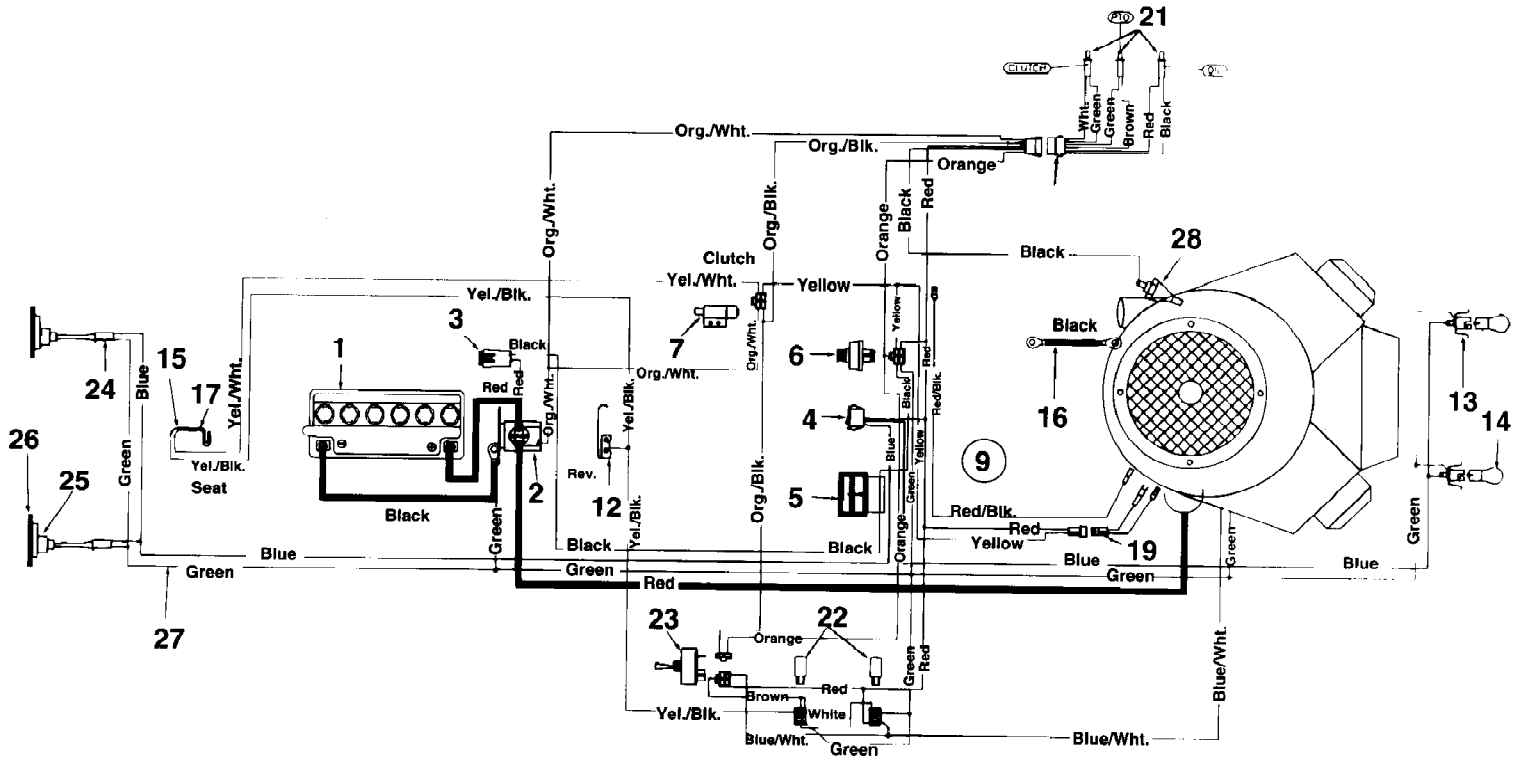 PTO
21
CLUTCH
Wht.
Green
Green
Brown
Red
Black
Org./Wht.
Org./Blk.
Orange
Org./Wht.
Org./Blk.
Orange
Black
Red
Clutch
Yel./Wht.
Yel./Blk.
Yellow
Black
28
3
Black
7
Org./Wht.
Yellow
6
Red
Black
16
13
14
1
15
17
24
Blue
Yel./Wht.
Red
Red
Org./Wht.
Org./Wht.
Yel./Blk.
Black
Red/Blk.
4
Blue
Yellow
9
26
25
Green
Yel./Blk.
Seat
2
Rev.
12
Org./Blk.
5
Green
Black
Green
Yel./Blk.
Orange
Red/Blk.
Red
Yellow
19
Green
Green
Blue
Black
Black
Blue
Blue
Green
Green
Green
Red
27
23
22
Orange
Green
Red
Blue/Wht.
Red
Brown
White
Yel./Blk.
Blue/Wht.
Green
Blue/Wht.